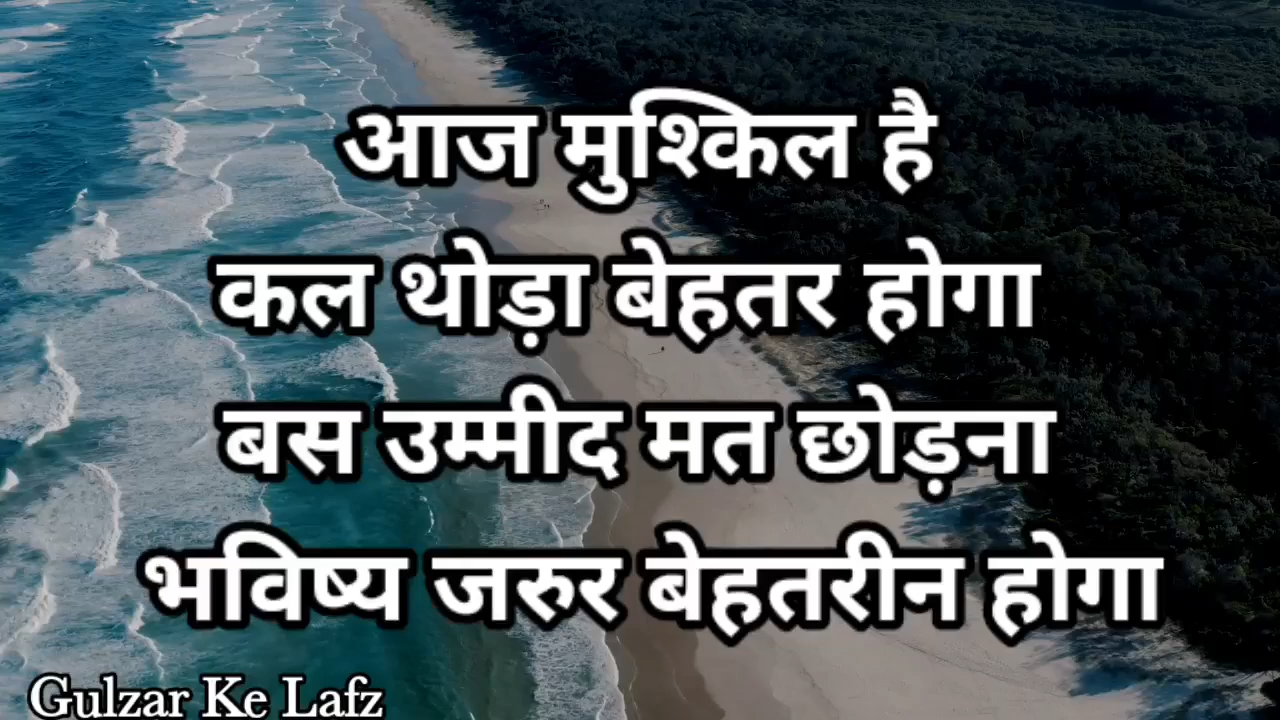 आज मुश्किल है
कल थोड़ा बेहतर होगा
बस उम्मीद मत छोड़ना
भविष्य जरुर बेहतरीन होगा
Gulzar Ke Lafz